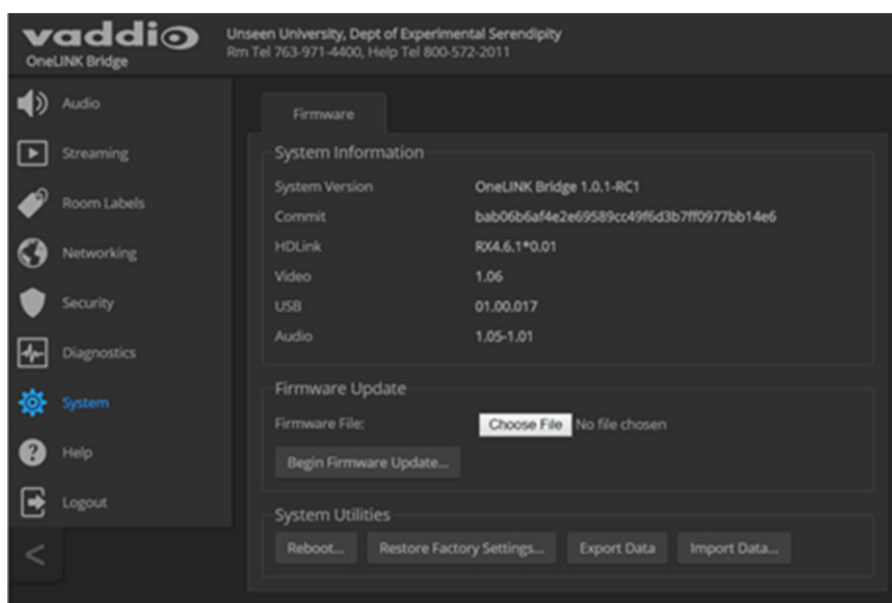 vaddio
OneLINK Bridge
Unseen University, Dept of Experimental Serendipity
Rm Tel 763-971-4400, Help Tel 800-572-2011
Audio
Streaming
Room Labels
Networking
Security
Diagnostics
System
Help
Logout
<
Firmware
System Information
System Version OneLINK Bridge 1.0.1-RC1
Commit bab06b6af4e2e69589cc49f6d3b7ff0977bb14e6
HDLink RX4.6.1*0.01
Video 1.06
USB 01.00.017
Audio 1.05-1.01
Firmware Update
Firmware File: Choose File No file chosen
Begin Firmware Update...
System Utilities
Reboot... Restore Factory Settings... Export Data Import Data...